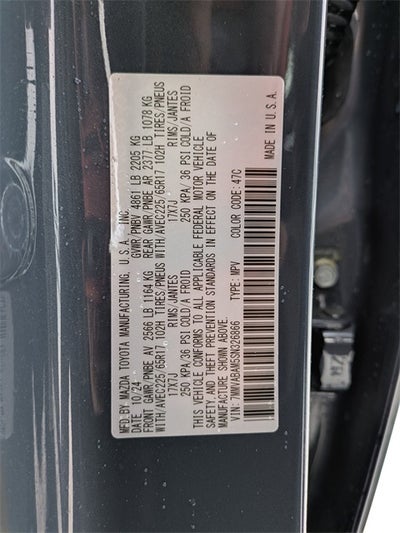 MFD BY MAZDA TOYOTA MANUFACTURING, U.S.A., INC.
DATE: 10/24 GVWR/PNBV 4861 LB 2205 KG
FRONT GAWR/PNBE AV 2566 LB 1164 KG REAR GAWR/PNBE AR 2377 LB 1078 KG
WITH/AVEC225/65R17 102H TIRES/PNEUS WITH/AVEC225/65R17 102H TIRES/PNEUS
17X7J RIMS/JANTES 17X7J RIMS/JANTES
250 KPA/36 PSI COLD/A FROID 250 KPA/36 PSI COLD/A FROID
THIS VEHICLE CONFORMS TO ALL APPLICABLE FEDERAL MOTOR VEHICLE
SAFETY AND THEFT PREVENTION STANDARDS IN EFFECT ON THE DATE OF
MANUFACTURE SHOWN ABOVE.
VIN: 7MMVABAM5SN326866 TYPE: MPV COLOR CODE: 47C
MADE IN U.S.A.